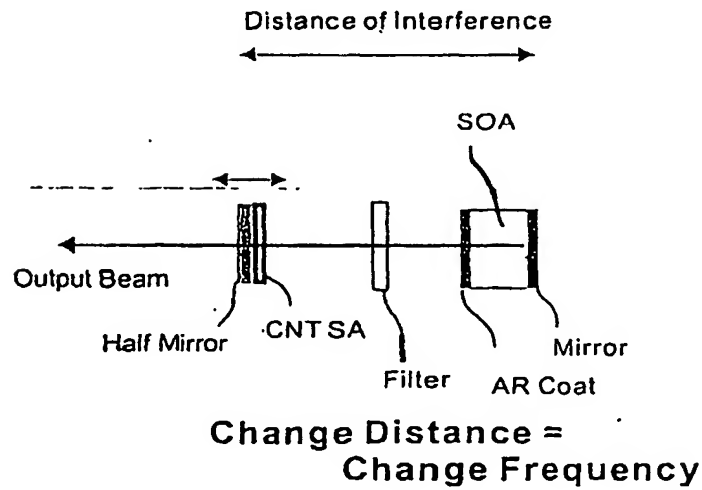 Distance of Interference
SOA
Output Beam
Half Mirror
CNT SA
Filter
AR Coat
Mirror
Change Distance =
Change Frequency